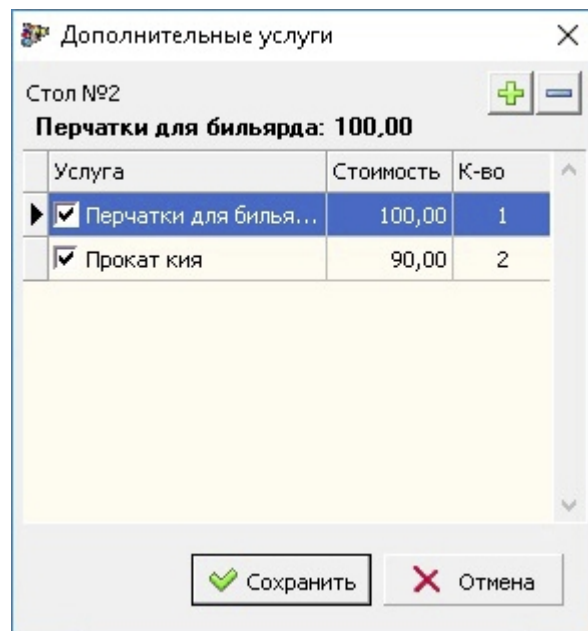 Дополнительные услуги
Стол №2
Перчатки для бильярда: 100,00
Услуга Стоимость К-во
Перчатки для билья... 100,00 1
Прокат кия 90,00 2
Сохранить Отмена